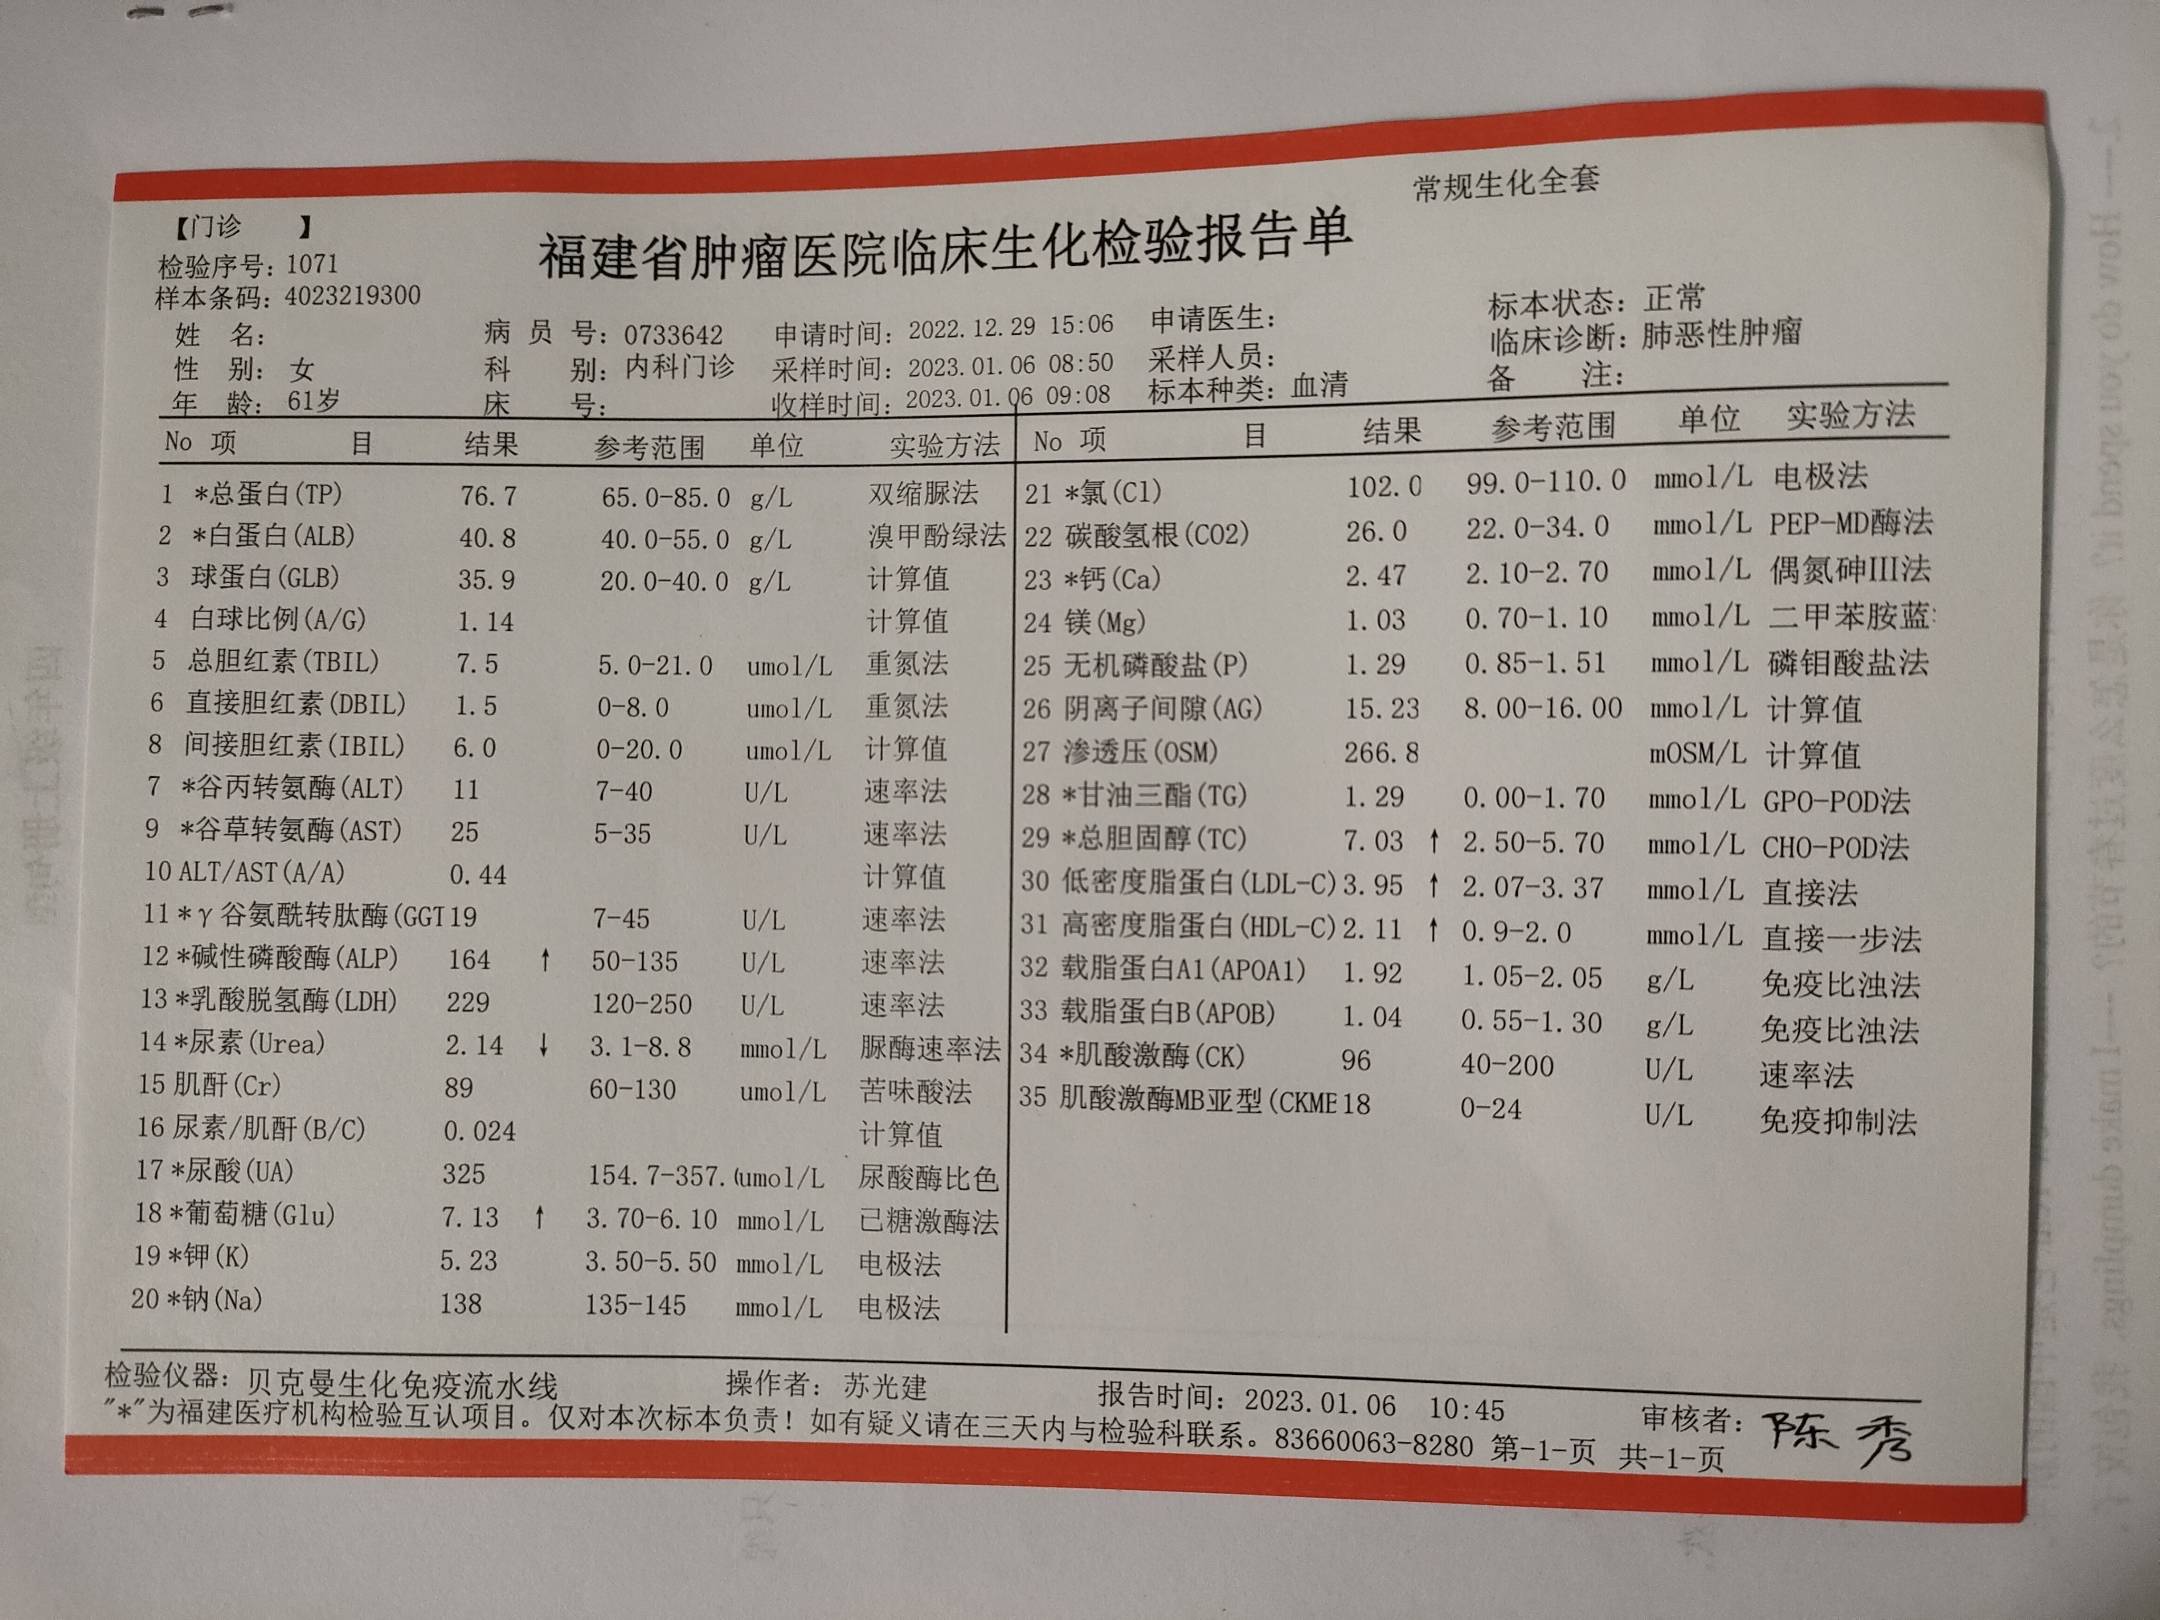 常规生化全套
【门诊 】
福建省肿瘤医院临床生化检验报告单
检验序号: 1071
样本条码: 4023219300
姓 名: 病 员 号: 0733642 申请时间: 2022.12.29 15:06 申请医生: 标本状态: 正常
性 别: 女 科 别: 内科门诊 采样时间: 2023.01.06 08:50 采样人员: 临床诊断: 肺恶性肿瘤
年 龄: 61岁 床 号: 收样时间: 2023.01.06 09:08 标本种类: 血清 备 注:
No 项 目 结果 参考范围 单位 实验方法
1 *总蛋白(TP) 76.7 65.0-85.0 g/L 双缩脲法
2 *白蛋白(ALB) 40.8 40.0-55.0 g/L 溴甲酚绿法
3 球蛋白(GLB) 35.9 20.0-40.0 g/L 计算值
4 白球比例(A/G) 1.14 计算值
5 总胆红素(TBIL) 7.5 5.0-21.0 umol/L 重氮法
6 直接胆红素(DBIL) 1.5 0-8.0 umol/L 重氮法
8 间接胆红素(IBIL) 6.0 0-20.0 umol/L 计算值
7 *谷丙转氨酶(ALT) 11 7-40 U/L 速率法
9 *谷草转氨酶(AST) 25 5-35 U/L 速率法
10 ALT/AST(A/A) 0.44 计算值
11 *γ谷氨酰转肽酶(GGT 19 7-45 U/L 速率法
12 *碱性磷酸酶(ALP) 164 ↑ 50-135 U/L 速率法
13 *乳酸脱氢酶(LDH) 229 120-250 U/L 速率法
14 *尿素(Urea) 2.14 ↓ 3.1-8.8 mmol/L 脲酶速率法
15 肌酐(Cr) 89 60-130 umol/L 苦味酸法
16 尿素/肌酐(B/C) 0.024 计算值
17 *尿酸(UA) 325 154.7-357. umol/L 尿酸酶比色
18 *葡萄糖(Glu) 7.13 ↑ 3.70-6.10 mmol/L 己糖激酶法
19 *钾(K) 5.23 3.50-5.50 mmol/L 电极法
20 *钠(Na) 138 135-145 mmol/L 电极法
No 项 目 结果 参考范围 单位 实验方法
21 *氯(Cl) 102.0 99.0-110.0 mmol/L 电极法
22 碳酸氢根(CO2) 26.0 22.0-34.0 mmol/L PEP-MD酶法
23 *钙(Ca) 2.47 2.10-2.70 mmol/L 偶氮砷III法
24 镁(Mg) 1.03 0.70-1.10 mmol/L 二甲苯胺蓝
25 无机磷酸盐(P) 1.29 0.85-1.51 mmol/L 磷钼酸盐法
26 阴离子间隙(AG) 15.23 8.00-16.00 mmol/L 计算值
27 渗透压(OSM) 266.8 mOSM/L 计算值
28 *甘油三酯(TG) 1.29 0.00-1.70 mmol/L GPO-POD法
29 *总胆固醇(TC) 7.03 ↑ 2.50-5.70 mmol/L CHO-POD法
30 低密度脂蛋白(LDL-C) 3.95 ↑ 2.07-3.37 mmol/L 直接法
31 高密度脂蛋白(HDL-C) 2.11 ↑ 0.9-2.0 mmol/L 直接一步法
32 载脂蛋白A1(APOA1) 1.92 1.05-2.05 g/L 免疫比浊法
33 载脂蛋白B(APOB) 1.04 0.55-1.30 g/L 免疫比浊法
34 *肌酸激酶(CK) 96 40-200 U/L 速率法
35 肌酸激酶MB亚型(CKMB 18 0-24 U/L 免疫抑制法
检验仪器: 贝克曼生化免疫流水线 操作者: 苏光建 报告时间: 2023.01.06 10:45 审核者: 陈秀
"*"为福建医疗机构检验互认项目。仅对本次标本负责！如有疑义请在三天内与检验科联系。83660063-8280 第-1-页 共-1-页